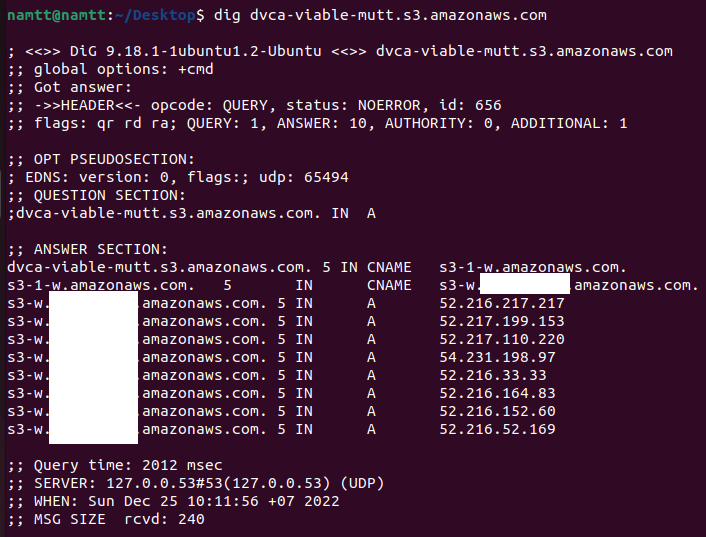 namtt@namtt:~/Desktop$ dig dvca-viable-mutt.s3.amazonaws.com
; <<>> DiG 9.18.1-1ubuntu1.2-Ubuntu <<>> dvca-viable-mutt.s3.amazonaws.com
;; global options: +cmd
;; Got answer:
;; ->>HEADER<<- opcode: QUERY, status: NOERROR, id: 656
;; flags: qr rd ra; QUERY: 1, ANSWER: 10, AUTHORITY: 0, ADDITIONAL: 1
;; OPT PSEUDOSECTION:
; EDNS: version: 0, flags:; udp: 65494
;; QUESTION SECTION:
;dvca-viable-mutt.s3.amazonaws.com. IN A
;; ANSWER SECTION:
dvca-viable-mutt.s3.amazonaws.com. 5 IN CNAME s3-1-w.amazonaws.com.
s3-1-w.amazonaws.com. 5 IN CNAME s3-w. .amazonaws.com.
s3-w. .amazonaws.com. 5 IN A 52.216.217.217
s3-w. .amazonaws.com. 5 IN A 52.217.199.153
s3-w. .amazonaws.com. 5 IN A 52.217.110.220
s3-w. .amazonaws.com. 5 IN A 54.231.198.97
s3-w. .amazonaws.com. 5 IN A 52.216.33.33
s3-w. .amazonaws.com. 5 IN A 52.216.164.83
s3-w. .amazonaws.com. 5 IN A 52.216.152.60
s3-w. .amazonaws.com. 5 IN A 52.216.52.169
;; Query time: 2012 msec
;; SERVER: 127.0.0.53#53(127.0.0.53) (UDP)
;; WHEN: Sun Dec 25 10:11:56 +07 2022
;; MSG SIZE rcvd: 240